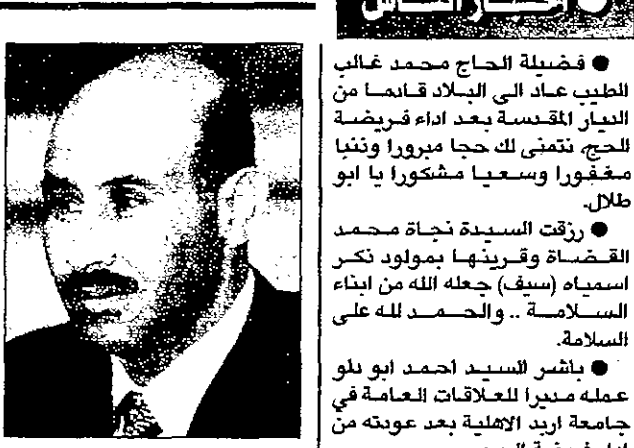 ● اخبار الناس
● فضيلة الحاج محمد غالب
الطيب عاد الى البلاد قادما من
الديار المقدسة بعد اداء فريضة
الحج، نتمنى لك حجا مبرورا وذنبا
مغفورا وسعيا مشكورا يا ابو
طلال.
● رزقت السيدة نجاة محمد
القضاة وقرينها بمولود ذكر
اسمياه (سيف) جعله الله من ابناء
السلامة .. والحمد لله على
السلامة.
● باشر السيد احمد ابو دلو
عمله مديرا للعلاقات العامة في
جامعة اربد الاهلية بعد عودته من